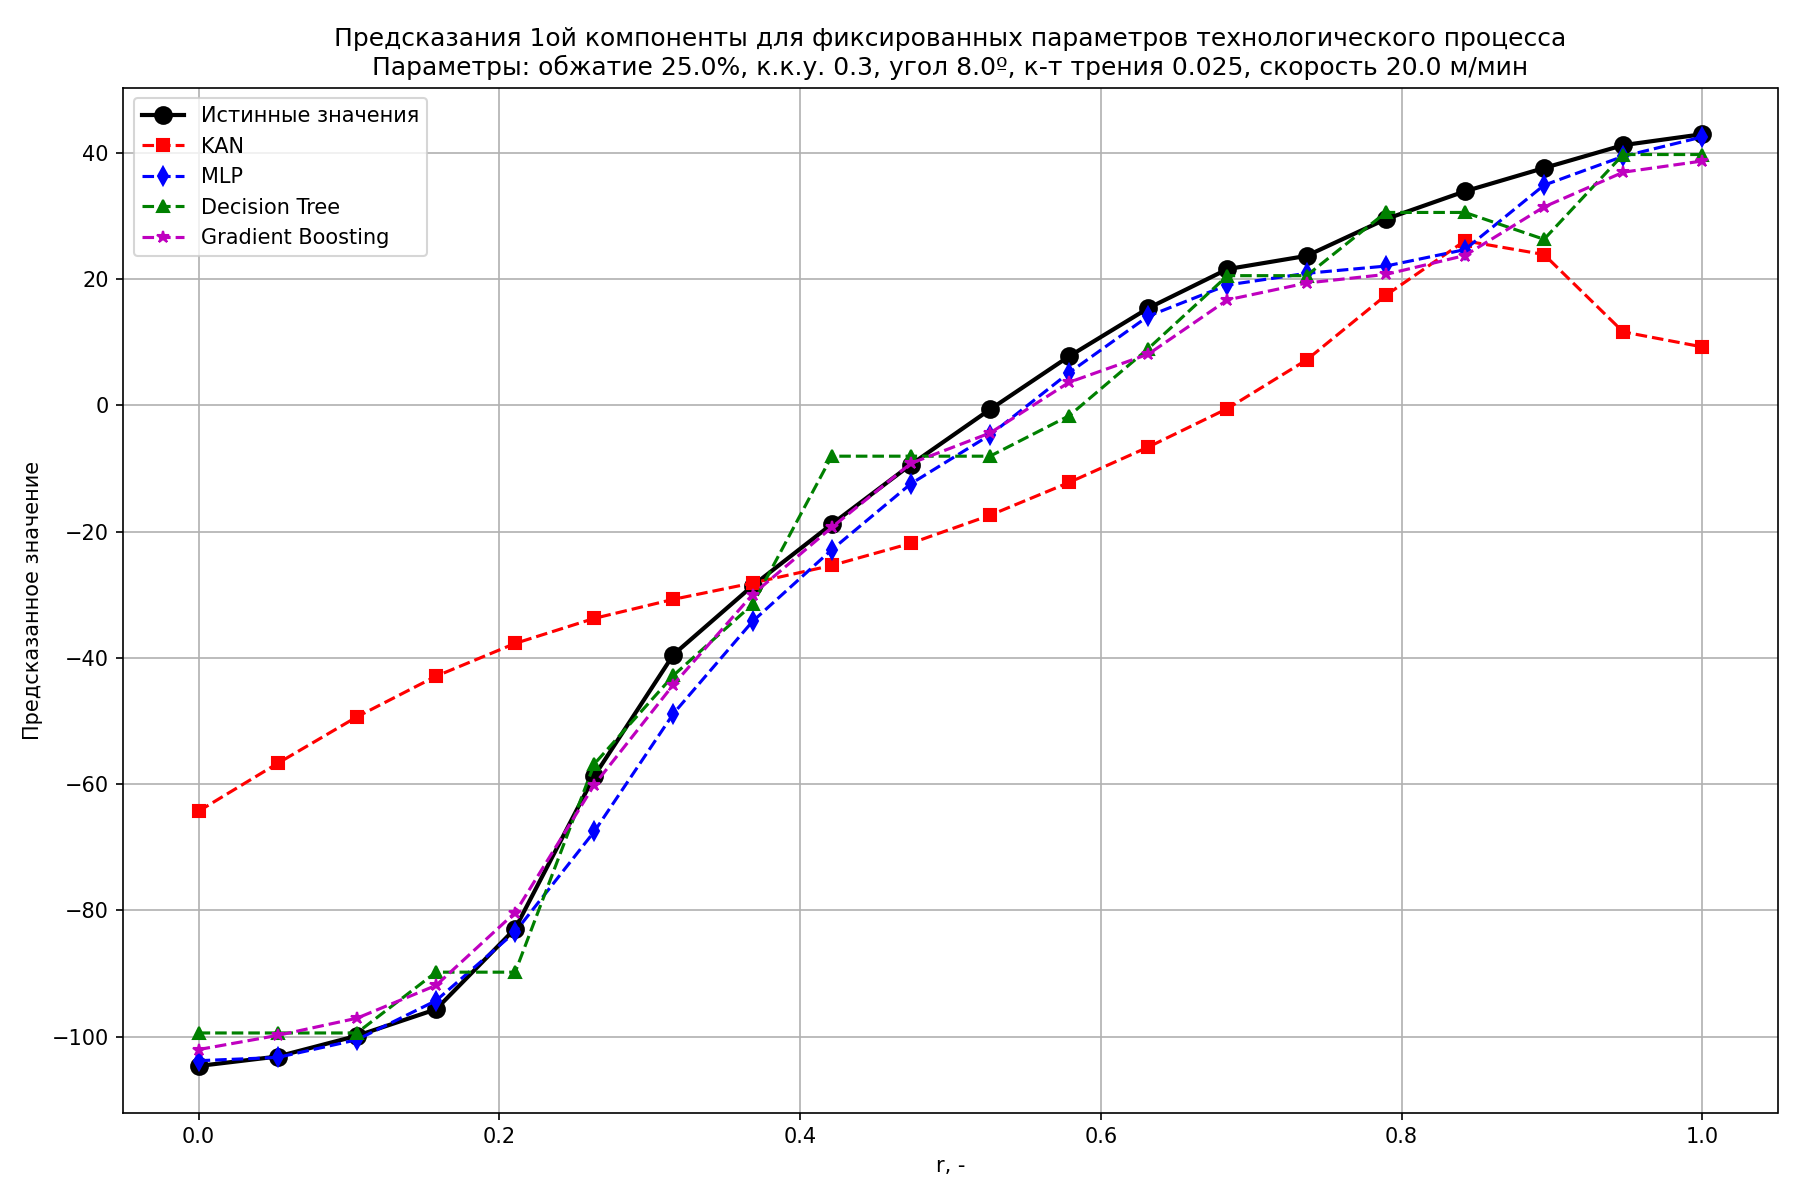 Предсказания 1ой компоненты для фиксированных параметров технологического процесса
Параметры: обжатие 25.0%, к.к.у. 0.3, угол 8.0º, к-т трения 0.025, скорость 20.0 м/мин
Истинные значения
KAN
MLP
Decision Tree
Gradient Boosting
Предсказанное значение
40
20
0
−20
−40
−60
−80
−100
0.0 0.2 0.4 0.6 0.8 1.0
r, -